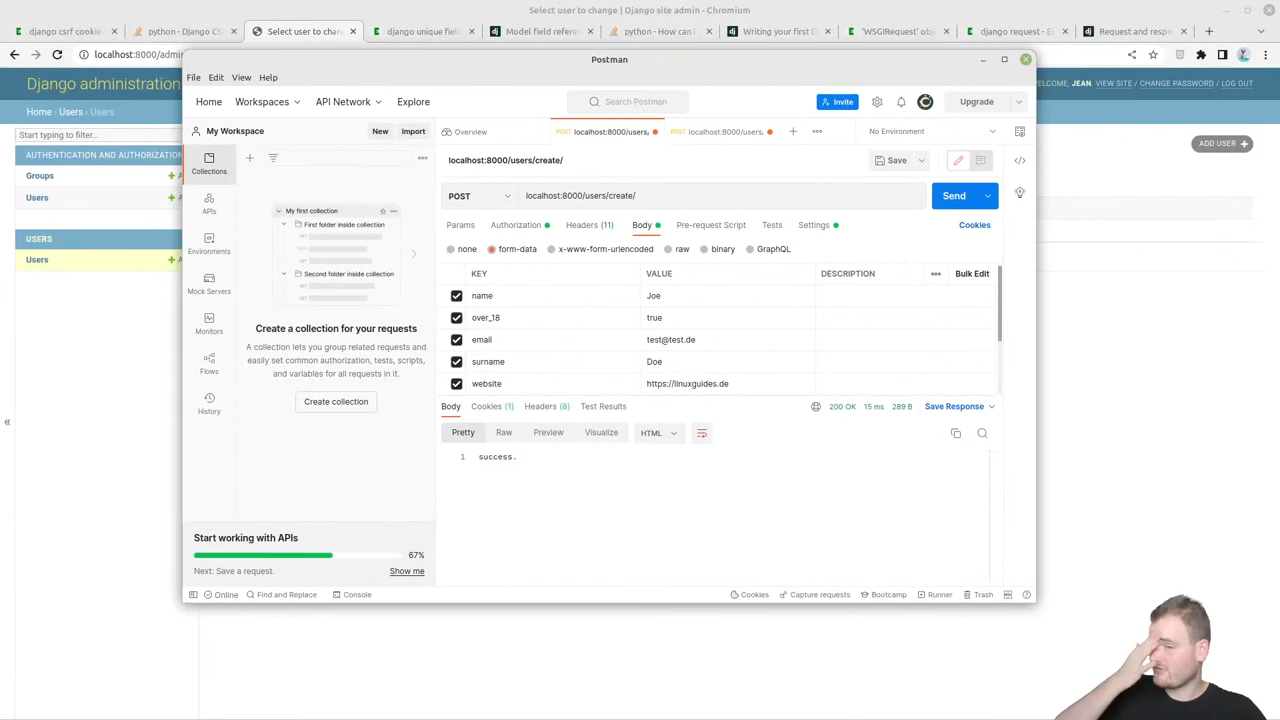 Select user to change | Django site admin - Chromium
django csrf cookie
python - Django CS
Select user to chan
django unique field
Model field refere
python - How can I
Writing your first D
'WSGIRequest' obj
django request - E
Request and respo
localhost:8000/admi
Django administration
WELCOME, JEAN. VIEW SITE / CHANGE PASSWORD / LOG OUT
Home › Users › Users
Start typing to filter...
AUTHENTICATION AND AUTHORIZATION
Groups
+ A
Users
+ A
USERS
Users
+ A
«
ADD USER +
Postman
File Edit View Help
Home Workspaces API Network Explore
Search Postman
Invite
Upgrade
My Workspace
New Import
Overview
POST localhost:8000/users,
POST localhost:8000/users,
No Environment
Collections
APIs
Environments
Mock Servers
Monitors
Flows
History
My first collection
First folder inside collection
Second folder inside collection
Create a collection for your requests
A collection lets you group related requests and
easily set common authorization, tests, scripts,
and variables for all requests in it.
Create collection
Start working with APIs
67%
Next: Save a request.
Show me
localhost:8000/users/create/
Save
POST
localhost:8000/users/create/
Send
Params Authorization Headers (11) Body Pre-request Script Tests Settings Cookies
none form-data x-www-form-urlencoded raw binary GraphQL
KEY VALUE DESCRIPTION Bulk Edit
name Joe
over_18 true
email test@test.de
surname Doe
website https://linuxguides.de
Body Cookies (1) Headers (8) Test Results
200 OK 15 ms 289 B Save Response
Pretty Raw Preview Visualize HTML
1 success.
Online Find and Replace Console
Cookies Capture requests Bootcamp Runner Trash